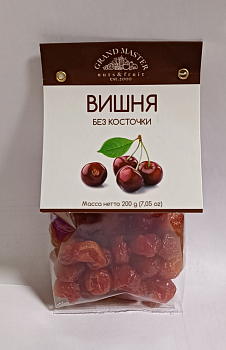 GRAND MASTER
nuts&fruit
EST.2000
ВИШНЯ
БЕЗ КОСТОЧКИ
Масса нетто 200 g (7,05 oz)